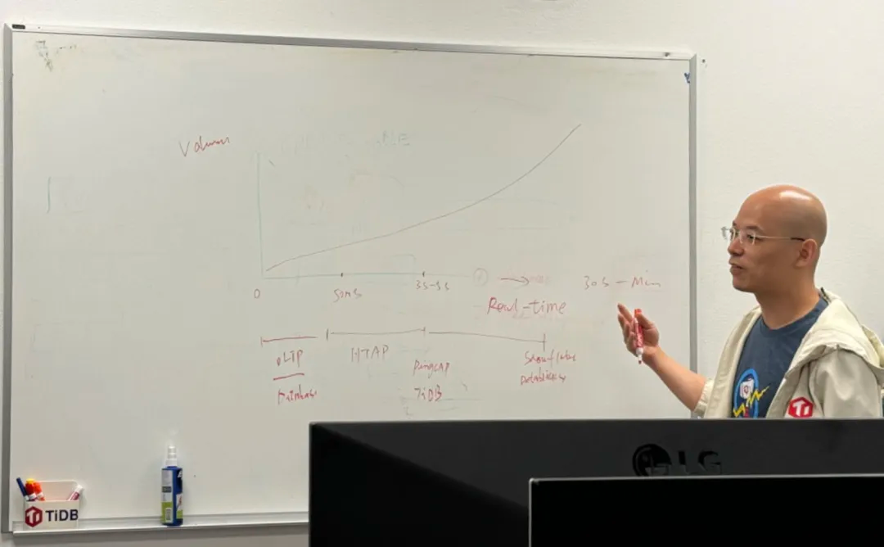 Volume
0
50ms
3s-5s
Real-time
30s - Min
OLTP
HTAP
PingCAP
Snowflake
Database
TiDB
Databricks
TiDB
LG